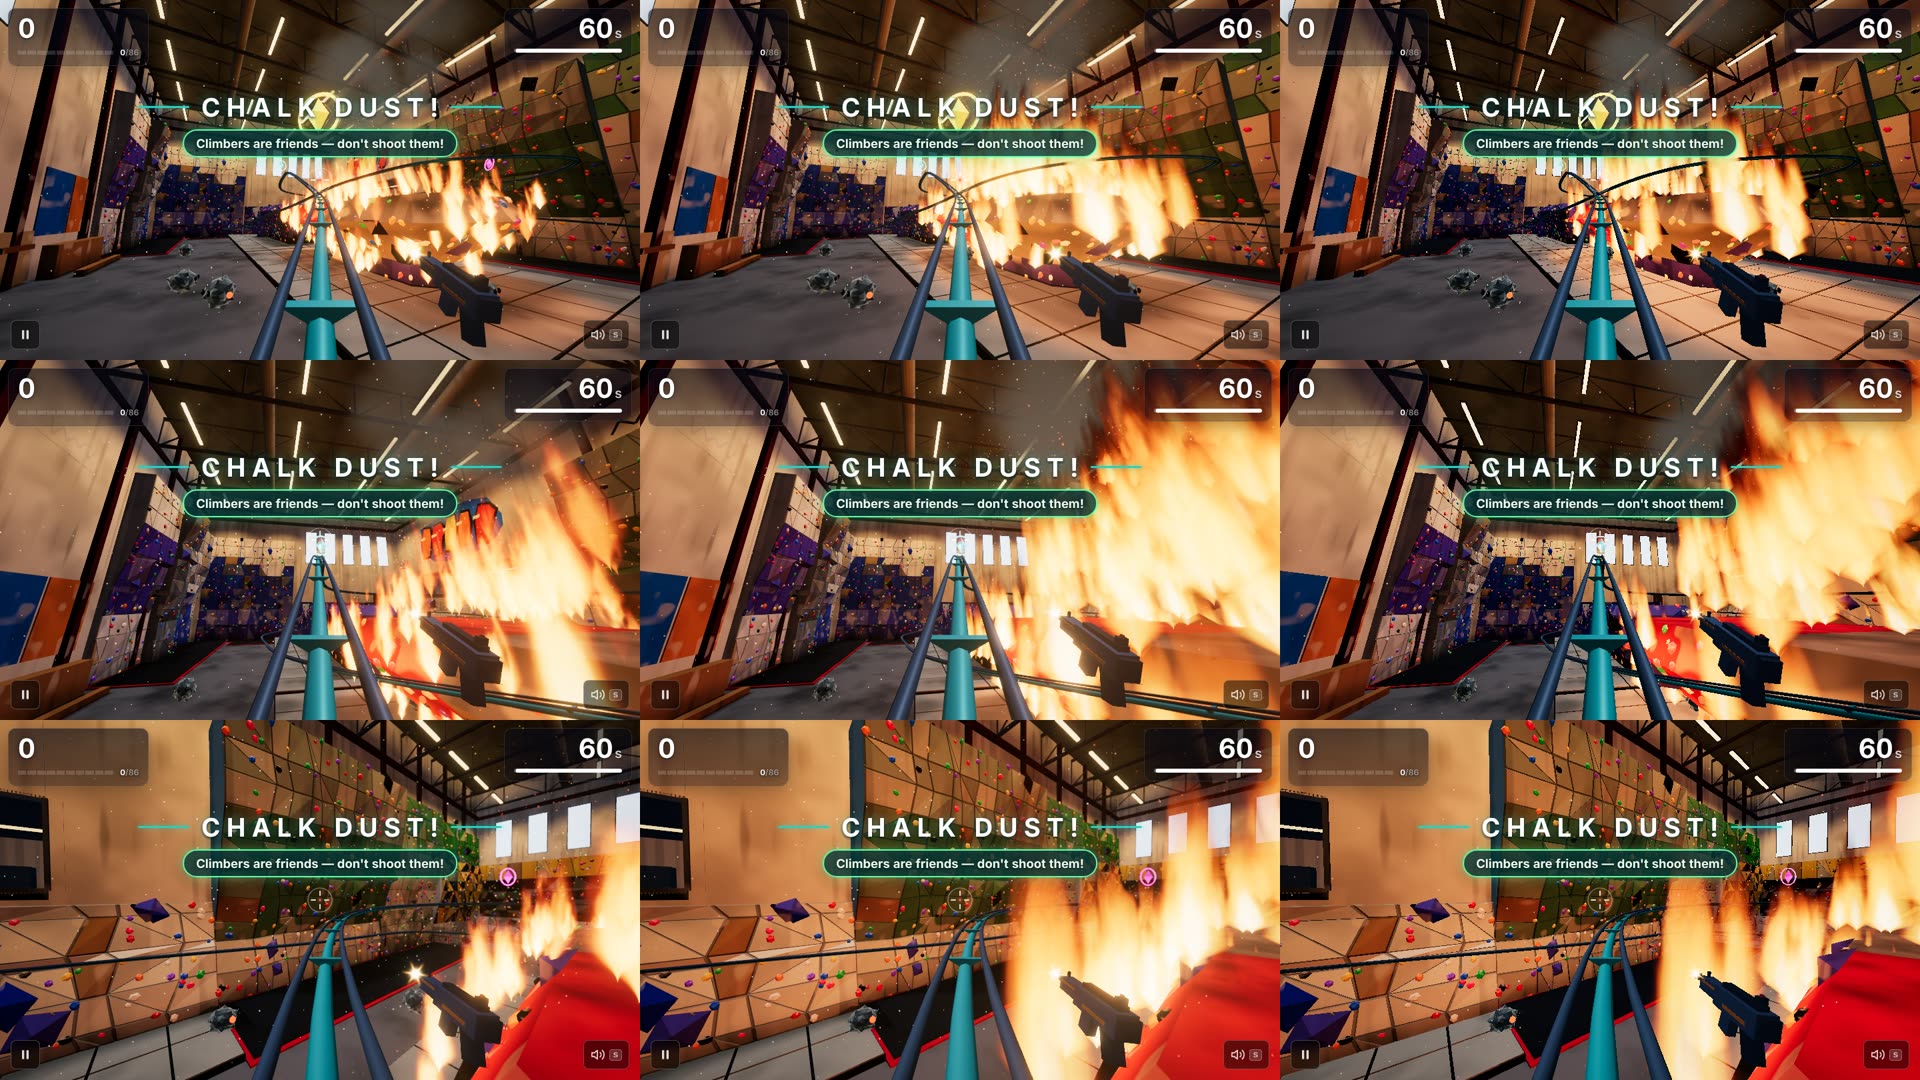 0
0/86
60s
CHALK DUST!
Climbers are friends — don't shoot them!
S
0
0/86
60s
CHALK DUST!
Climbers are friends — don't shoot them!
S
0
0/86
60s
CHALK DUST!
Climbers are friends — don't shoot them!
S
0
0/86
60s
CHALK DUST!
Climbers are friends — don't shoot them!
S
0
0/86
60s
CHALK DUST!
Climbers are friends — don't shoot them!
S
0
0/86
60s
CHALK DUST!
Climbers are friends — don't shoot them!
S
0
0/86
60s
CHALK DUST!
Climbers are friends — don't shoot them!
S
0
0/86
60s
CHALK DUST!
Climbers are friends — don't shoot them!
S
0
0/86
60s
CHALK DUST!
Climbers are friends — don't shoot them!
S